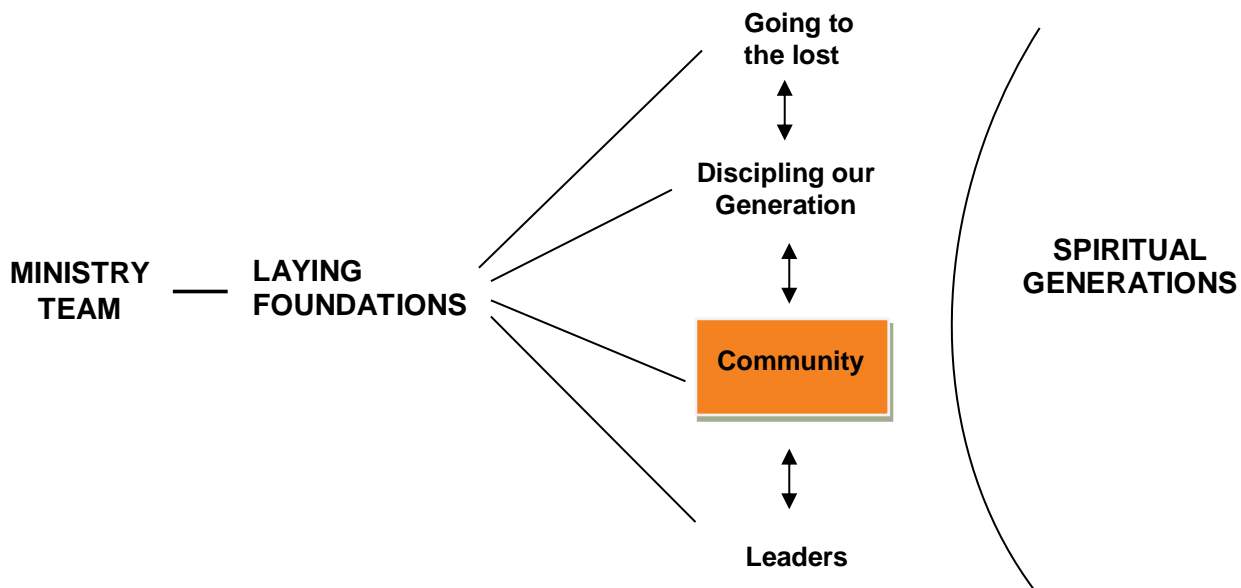 MINISTRY
TEAM
LAYING
FOUNDATIONS
Going to
the lost
Discipling our
Generation
Community
Leaders
SPIRITUAL
GENERATIONS